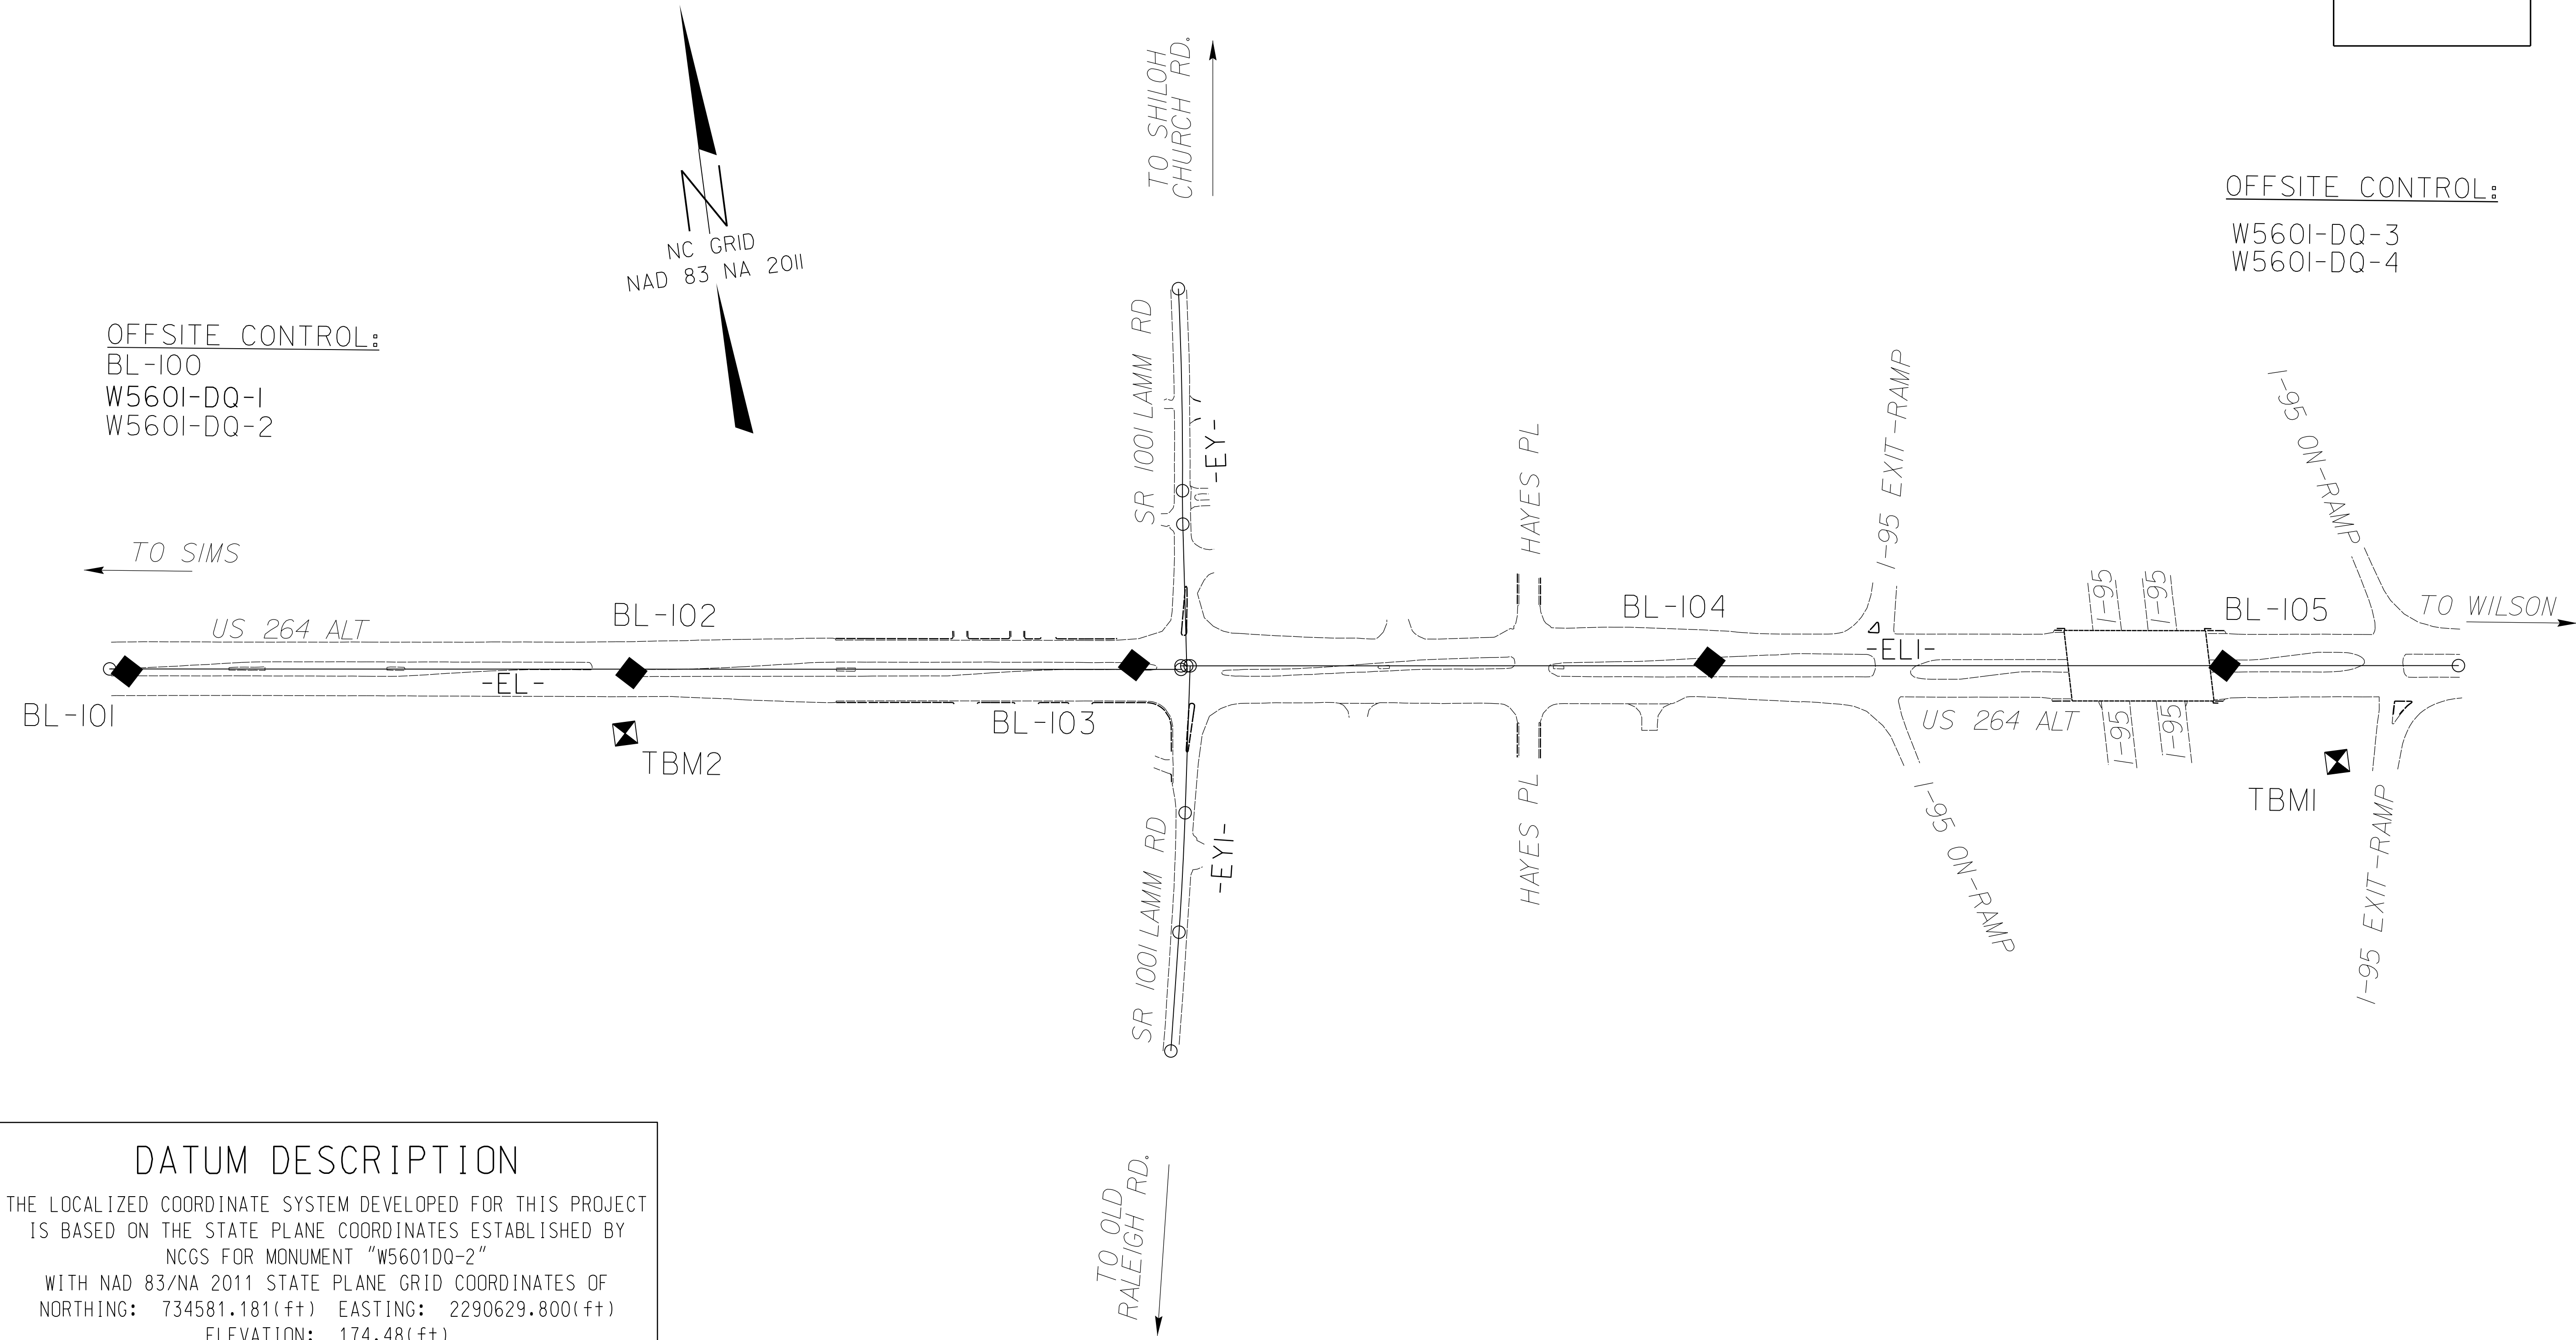 TO SHILOH
CHURCH RD.
N
NC GRID
NAD 83 NA 2011
OFFSITE CONTROL:
W5601-DQ-3
W5601-DQ-4
OFFSITE CONTROL:
BL-100
W5601-DQ-1
W5601-DQ-2
SR 1001 LAMM RD
-EY-
HAYES PL
I-95 EXIT-RAMP
I-95 ON-RAMP
TO SIMS
US 264 ALT
BL-102
BL-104
I-95
I-95
BL-105
TO WILSON
-EL-
-EL1-
BL-101
BL-103
US 264 ALT
I-95
I-95
TBM2
TBM1
SR 1001 LAMM RD
-EY1-
HAYES PL
I-95 ON-RAMP
I-95 EXIT-RAMP
TO OLD
RALEIGH RD.
DATUM DESCRIPTION
THE LOCALIZED COORDINATE SYSTEM DEVELOPED FOR THIS PROJECT
IS BASED ON THE STATE PLANE COORDINATES ESTABLISHED BY
NCGS FOR MONUMENT "W5601DQ-2"
WITH NAD 83/NA 2011 STATE PLANE GRID COORDINATES OF
NORTHING: 734581.181(ft) EASTING: 2290629.800(ft)
ELEVATION: 174.48(ft)